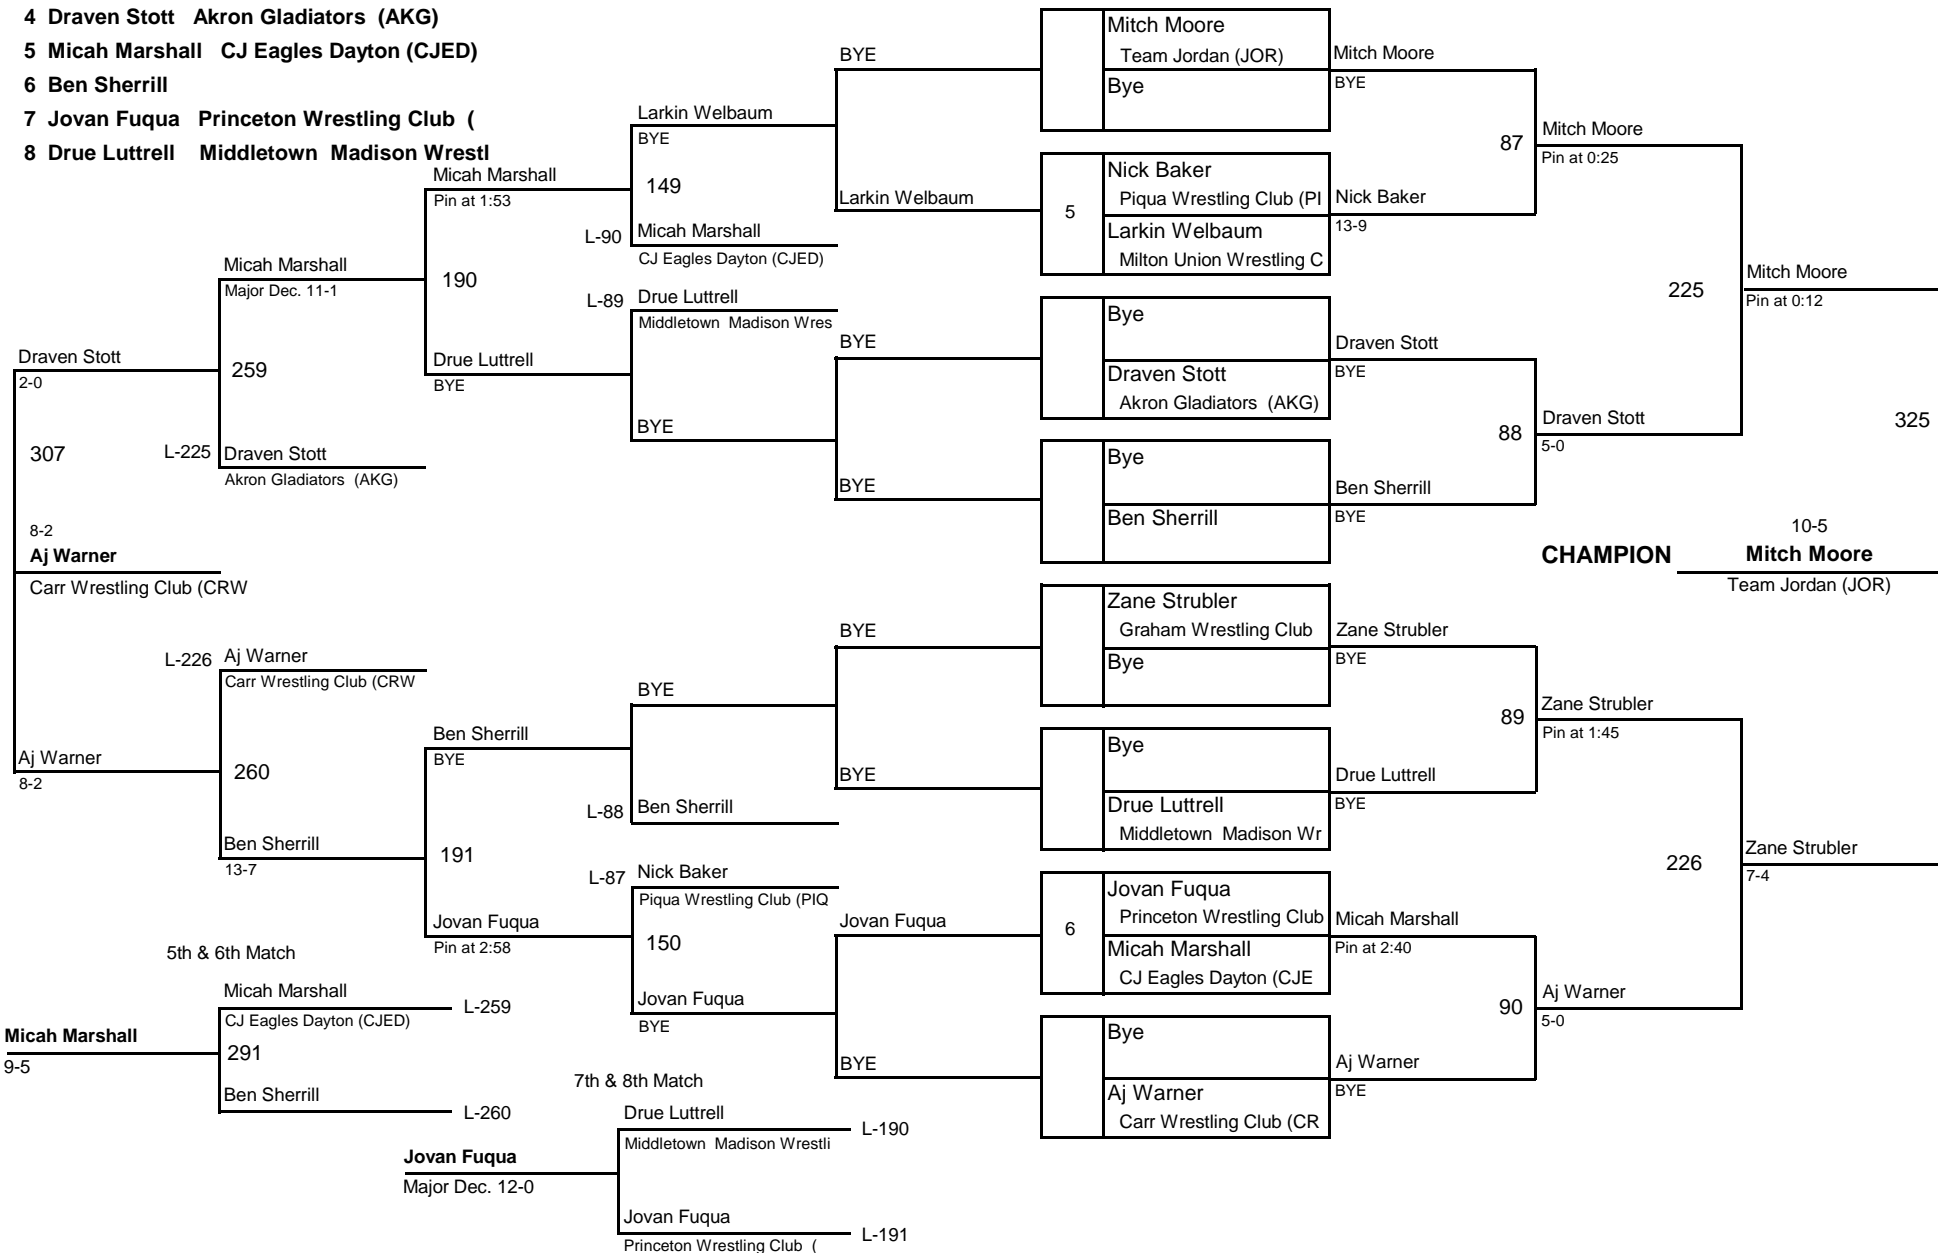 4 Draven Stott Akron Gladiators (AKG)
5 Micah Marshall CJ Eagles Dayton (CJED)
6 Ben Sherrill
7 Jovan Fuqua Princeton Wrestling Club (
8 Drue Luttrell Middletown Madison Wrestl
Draven Stott
2-0
307
8-2
Aj Warner
Carr Wrestling Club (CRW
Aj Warner
8-2
Micah Marshall
Major Dec. 11-1
259
L-225 Draven Stott
Akron Gladiators (AKG)
L-226 Aj Warner
Carr Wrestling Club (CRW
260
Ben Sherrill
13-7
5th & 6th Match
Micah Marshall
L-259
CJ Eagles Dayton (CJED)
Micah Marshall
9-5
291
Ben Sherrill
L-260
Micah Marshall
Pin at 1:53
190
Drue Luttrell
BYE
Ben Sherrill
BYE
191
Jovan Fuqua
Pin at 2:58
Larkin Welbaum
BYE
149
L-90 Micah Marshall
CJ Eagles Dayton (CJED)
L-89 Drue Luttrell
Middletown Madison Wres
BYE
BYE
L-88 Ben Sherrill
L-87 Nick Baker
Piqua Wrestling Club (PIQ
150
Jovan Fuqua
BYE
7th & 8th Match
Drue Luttrell
L-190
Middletown Madison Wrestli
Jovan Fuqua
Major Dec. 12-0
Jovan Fuqua
L-191
Princeton Wrestling Club (
BYE
Larkin Welbaum
BYE
BYE
BYE
BYE
Jovan Fuqua
BYE
Mitch Moore
Team Jordan (JOR)
Bye
5
Nick Baker
Piqua Wrestling Club (PI
Larkin Welbaum
Milton Union Wrestling C
Bye
Draven Stott
Akron Gladiators (AKG)
Bye
Ben Sherrill
Zane Strubler
Graham Wrestling Club
Bye
Bye
Drue Luttrell
Middletown Madison Wr
6
Jovan Fuqua
Princeton Wrestling Club
Micah Marshall
CJ Eagles Dayton (CJE
Bye
Aj Warner
Carr Wrestling Club (CR
Mitch Moore
BYE
87
Nick Baker
13-9
Draven Stott
BYE
88
Ben Sherrill
BYE
Zane Strubler
BYE
89
Drue Luttrell
BYE
Micah Marshall
Pin at 2:40
90
Aj Warner
BYE
Mitch Moore
Pin at 0:25
225
Draven Stott
5-0
Zane Strubler
Pin at 1:45
226
Aj Warner
5-0
Mitch Moore
Pin at 0:12
325
10-5
CHAMPION Mitch Moore
Team Jordan (JOR)
Zane Strubler
7-4